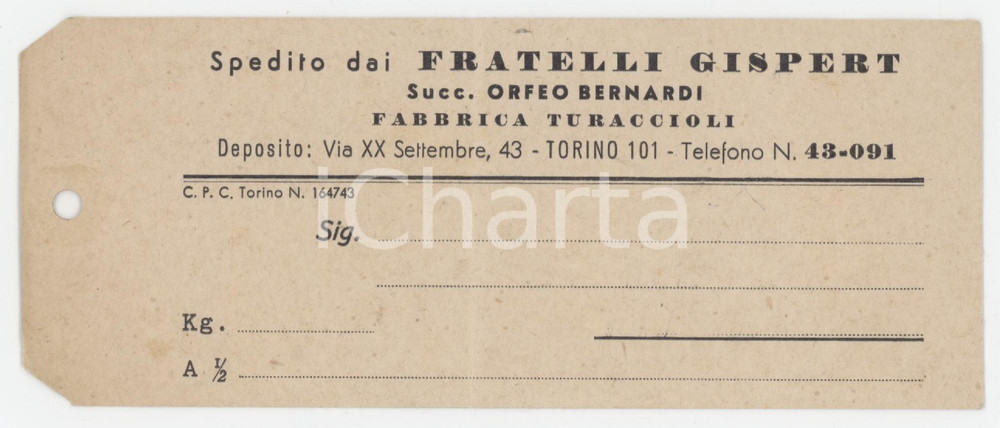 Spedito dai FRATELLI GISPERT
Succ. ORFEO BERNARDI
FABBRICA TURACCIOLI
Deposito: Via XX Settembre, 43 - TORINO 101 - Telefono N. 43-091
C. P. C. Torino N. 164743
iCharta
Sig.
Kg.
A ½